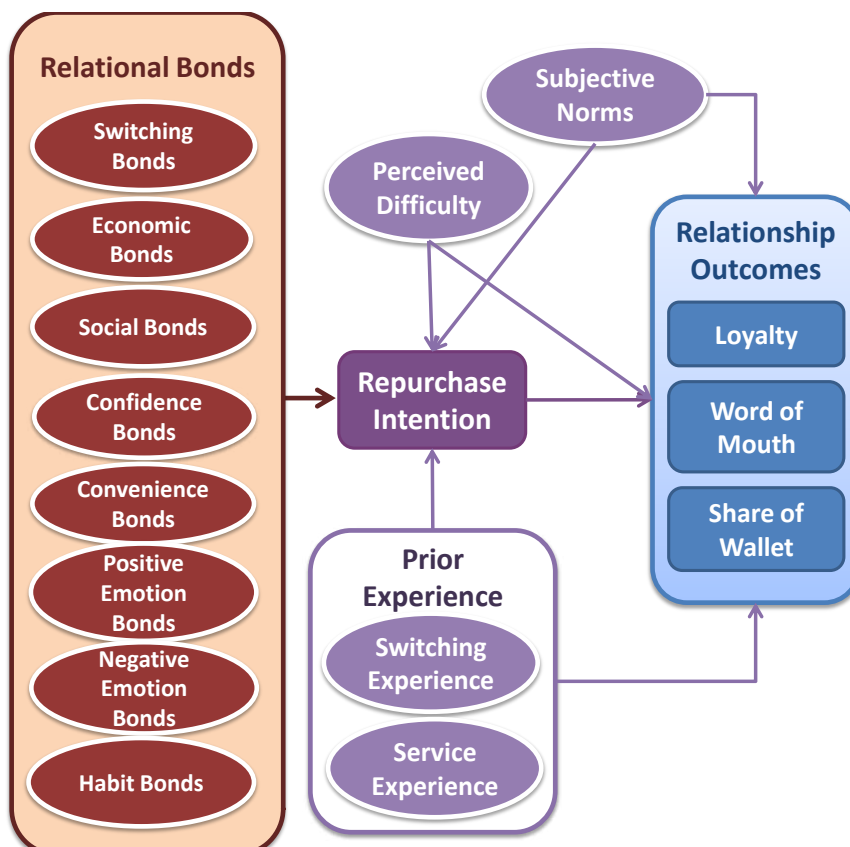 Relational Bonds
Switching
Bonds
Economic
Bonds
Social Bonds
Confidence
Bonds
Convenience
Bonds
Positive
Emotion
Bonds
Negative
Emotion
Bonds
Habit Bonds
Subjective
Norms
Perceived
Difficulty
Repurchase
Intention
Prior
Experience
Switching
Experience
Service
Experience
Relationship
Outcomes
Loyalty
Word of
Mouth
Share of
Wallet